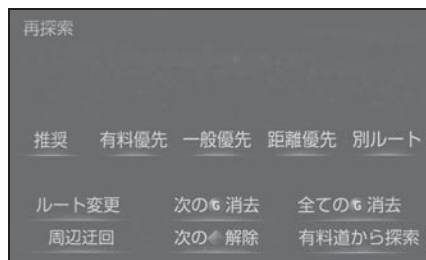 再探索
推奨 有料優先 一般優先 距離優先 別ルート
ルート変更 次のG消去 全てのG消去
周辺迂回 次の◆解除 有料道から探索